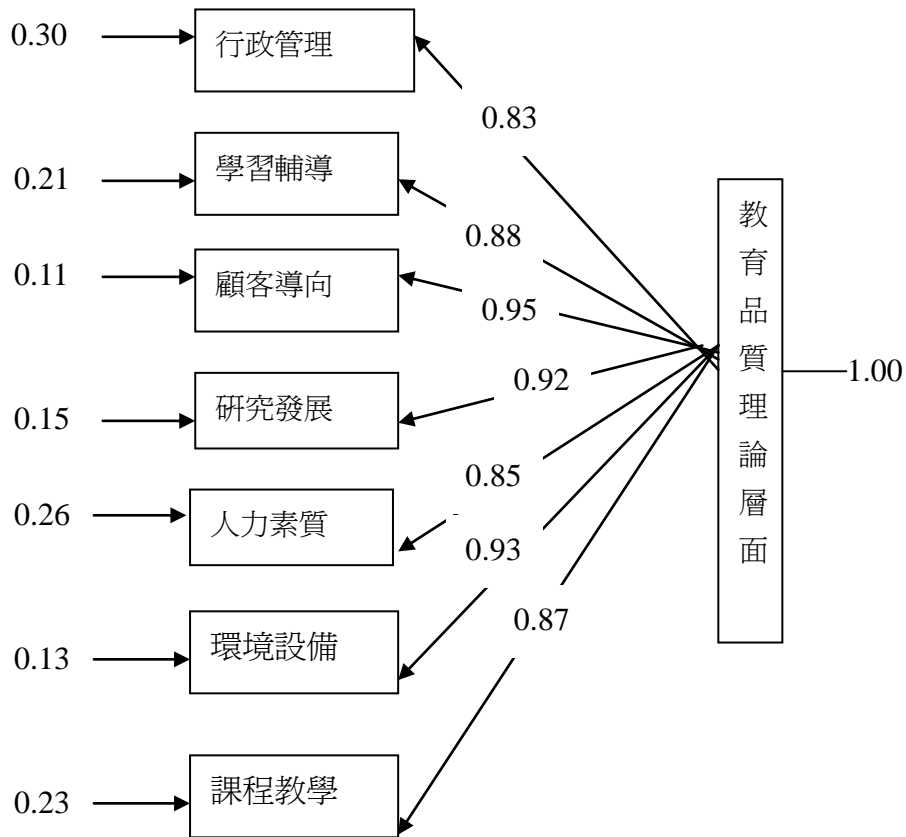 0.30
行政管理
0.83
0.21
學習輔導
0.88
0.11
顧客導向
0.95
0.15
研究發展
0.92
0.26
人力素質
0.85
0.13
環境設備
0.93
0.23
課程教學
0.87
教育品質理論層面
1.00